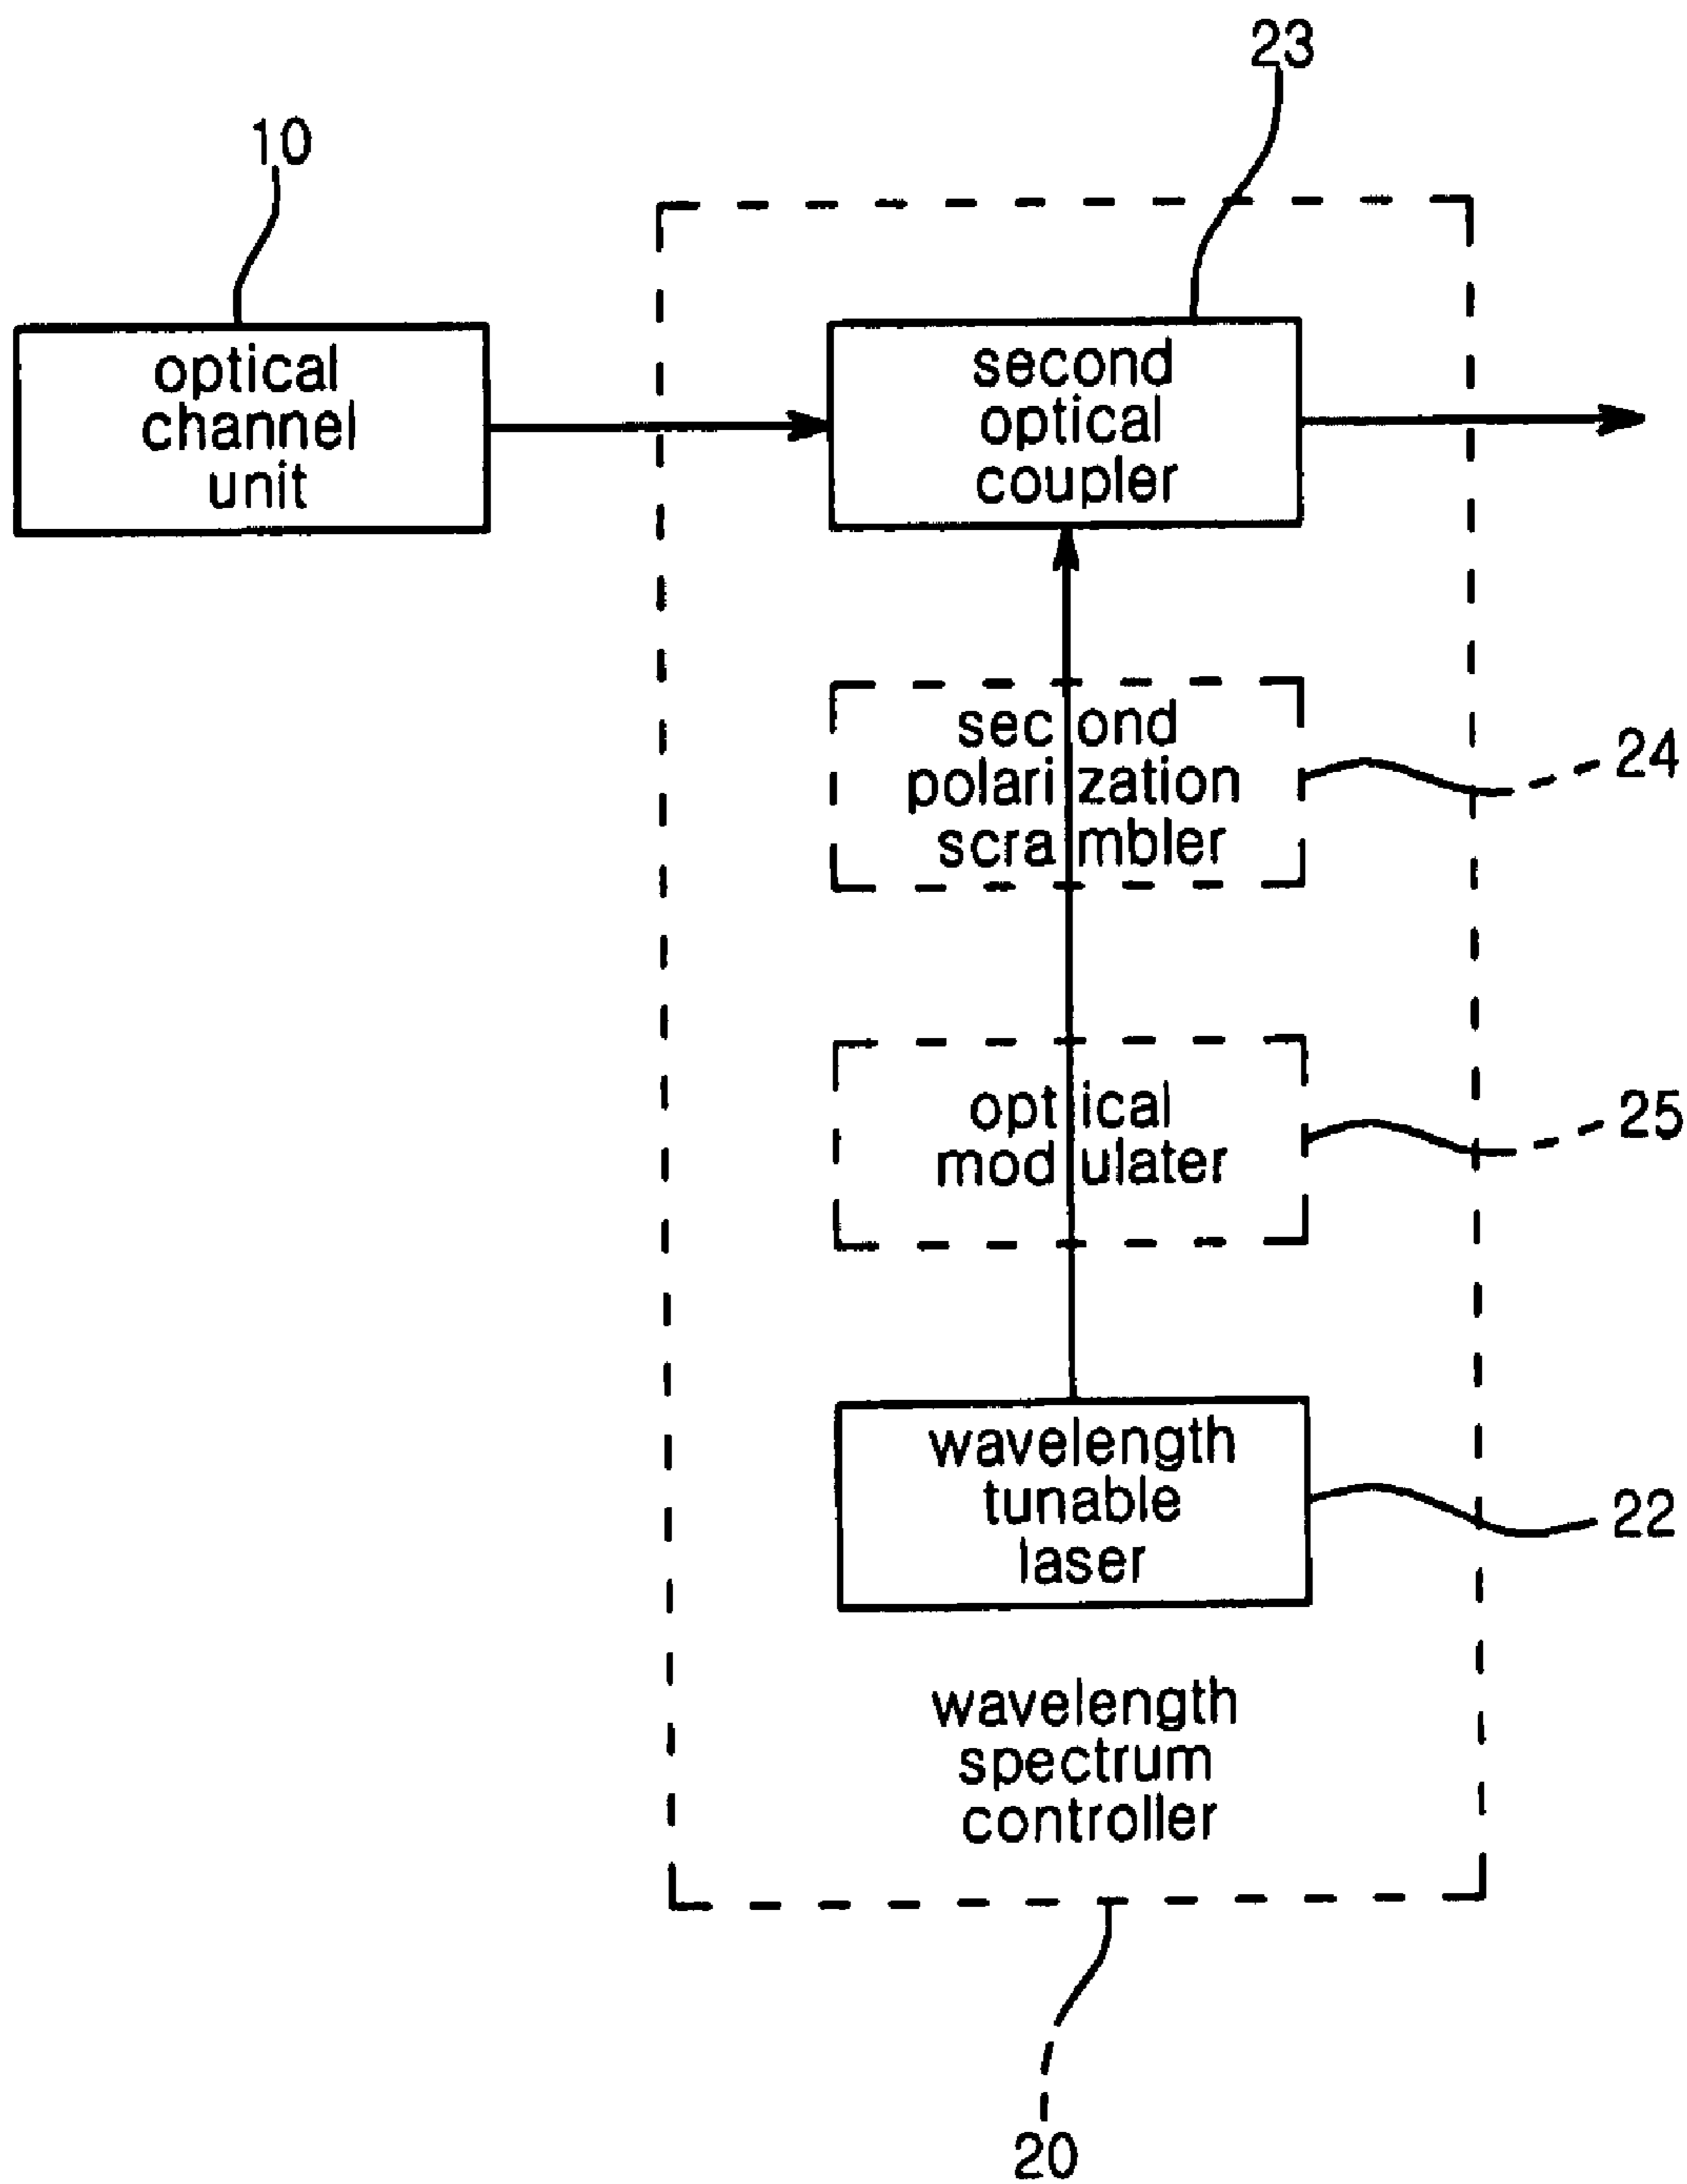 23
10
optical
channel
unit
second
optical
coupler
second
polarization
scrambler
24
optical
modulater
25
wavelength
tunable
laser
22
wavelength
spectrum
controller
20